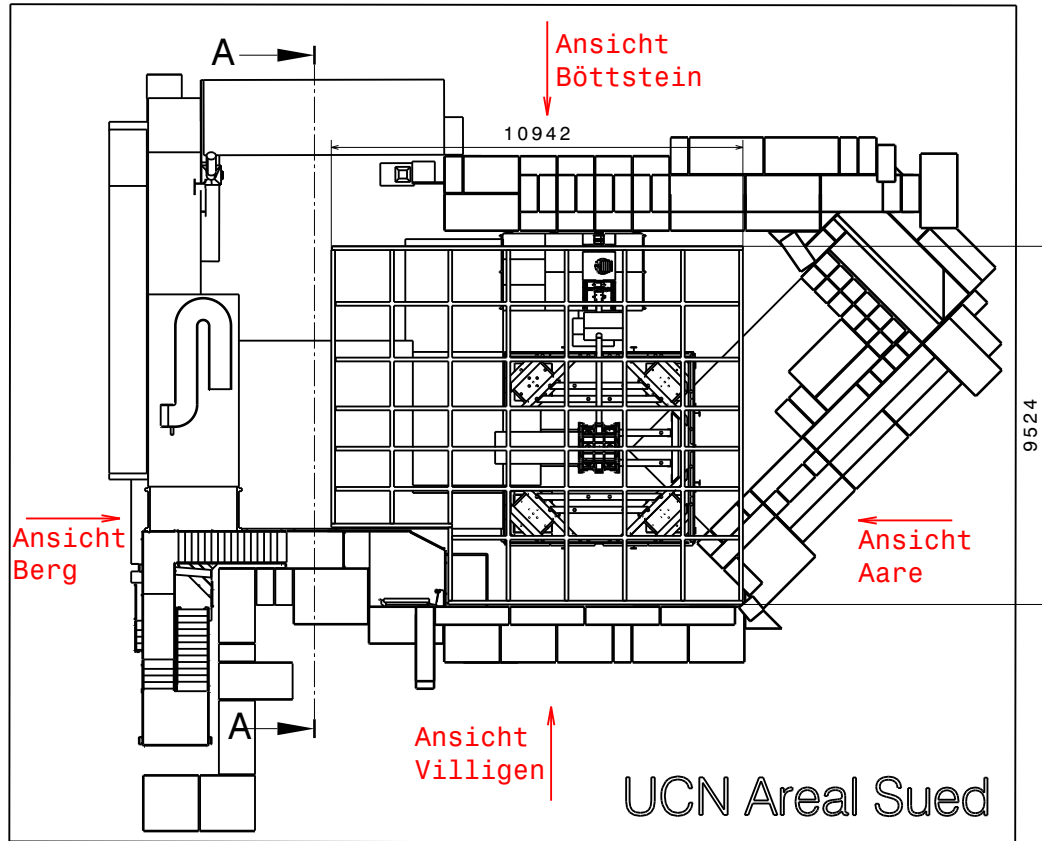 A
Ansicht
Böttstein
10942
9524
Ansicht
Berg
Ansicht
Aare
A
Ansicht
Villigen
UCN Areal Sued